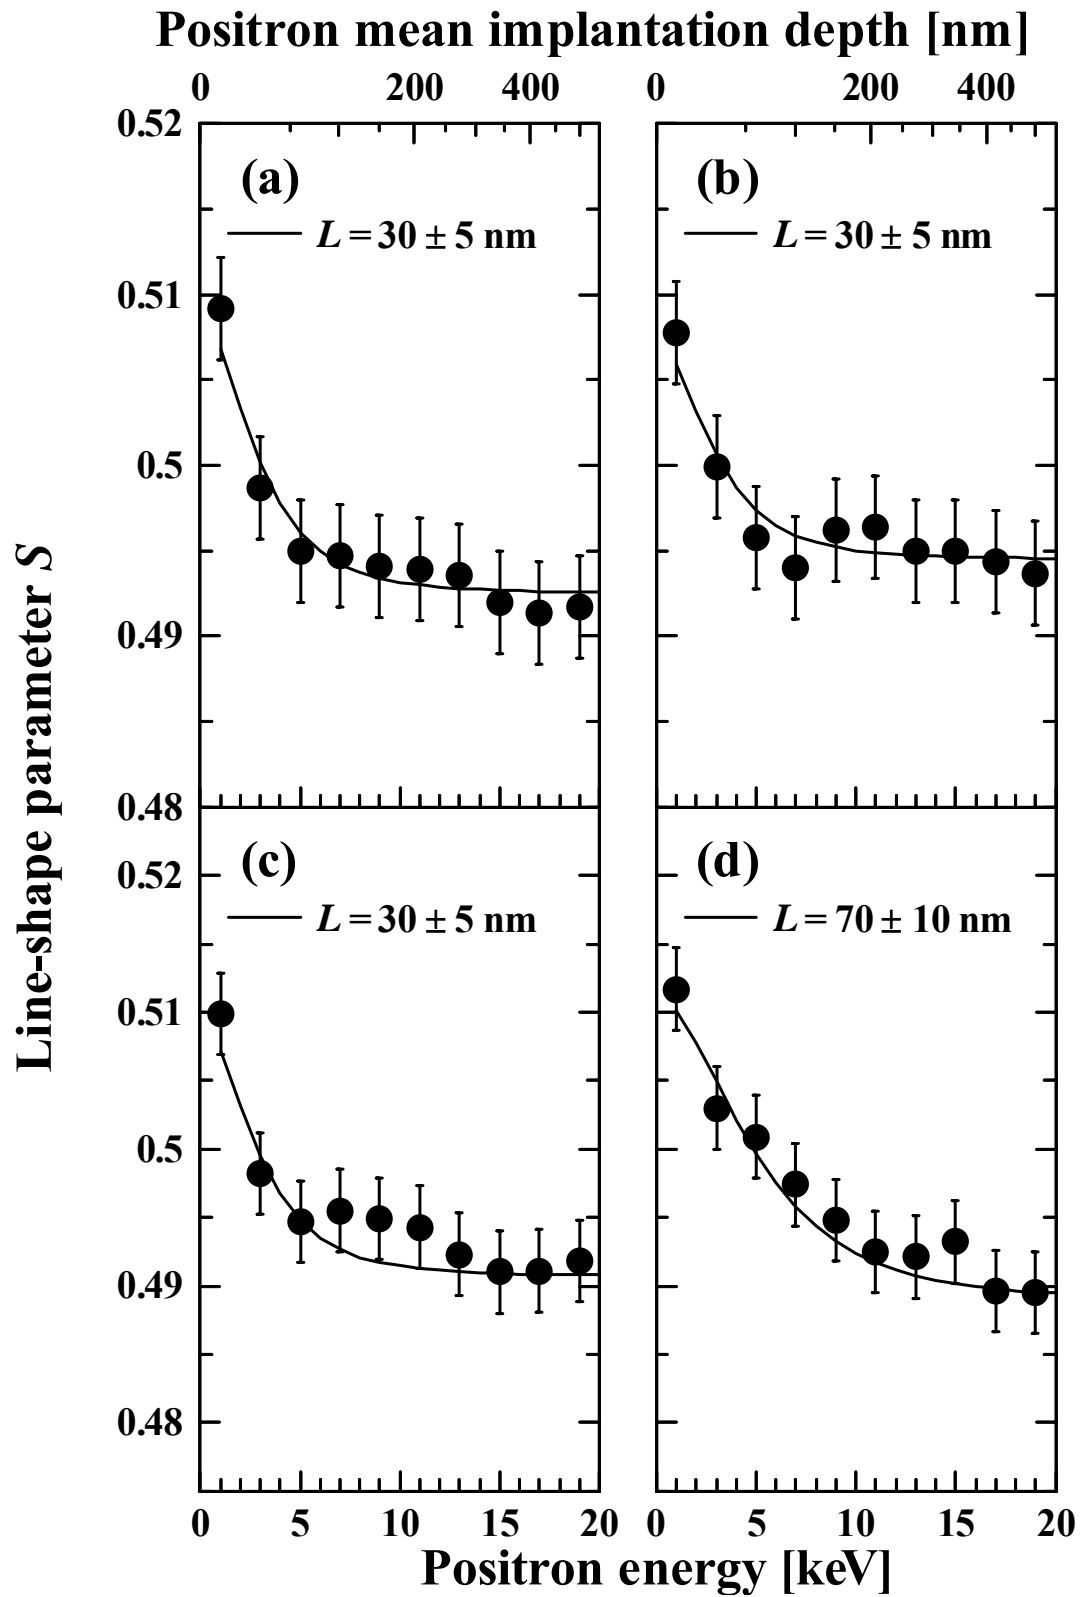 Positron mean implantation depth [nm]
0 200 400 0 200 400
0.52
(a) (b)
L = 30 ± 5 nm L = 30 ± 5 nm
0.51
0.5
0.49
0.48
Line-shape parameter S
(c) (d)
0.52
L = 30 ± 5 nm L = 70 ± 10 nm
0.51
0.5
0.49
0.48
0 5 10 15 20 0 5 10 15 20
Positron energy [keV]